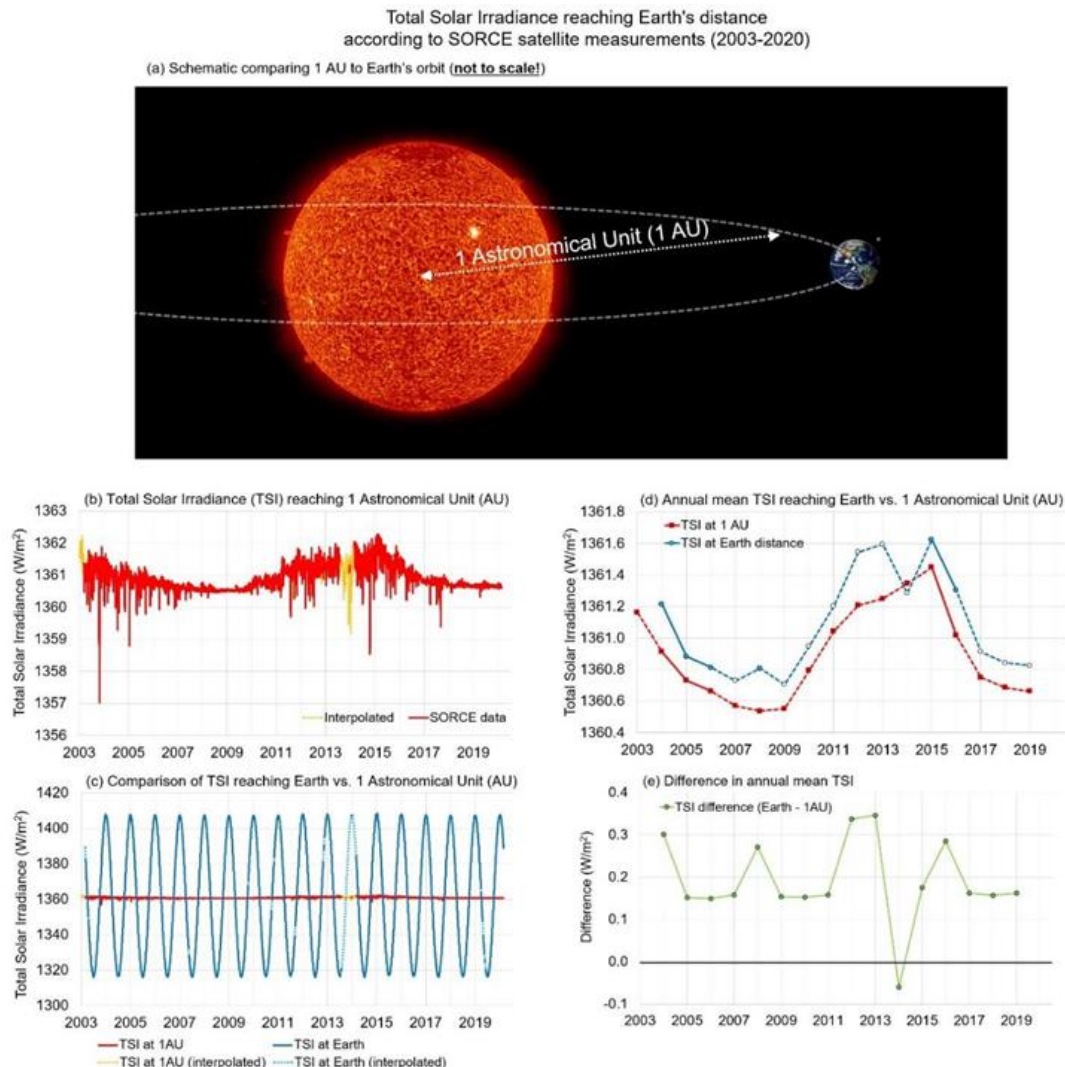 Total Solar Irradiance reaching Earth's distance
according to SORCE satellite measurements (2003-2020)
(a) Schematic comparing 1 AU to Earth's orbit (not to scale!)
1 Astronomical Unit (1 AU)
(b) Total Solar Irradiance (TSI) reaching 1 Astronomical Unit (AU)
Total Solar Irradiance (W/m²)
1363
1362
1361
1360
1359
1358
1357
1356
Interpolated
SORCE data
2003 2005 2007 2009 2011 2013 2015 2017 2019
(c) Comparison of TSI reaching Earth vs. 1 Astronomical Unit (AU)
Total Solar Irradiance (W/m²)
1420
1400
1380
1360
1340
1320
1300
2003 2005 2007 2009 2011 2013 2015 2017 2019
TSI at 1AU
TSI at Earth
TSI at 1AU (interpolated)
TSI at Earth (interpolated)
(d) Annual mean TSI reaching Earth vs. 1 Astronomical Unit (AU)
Total Solar Irradiance (W/m²)
1361.8
1361.6
1361.4
1361.2
1361.0
1360.8
1360.6
1360.4
TSI at 1 AU
TSI at Earth distance
2003 2005 2007 2009 2011 2013 2015 2017 2019
(e) Difference in annual mean TSI
Difference (W/m²)
0.4
0.3
0.2
0.1
0.0
-0.1
TSI difference (Earth - 1AU)
2003 2005 2007 2009 2011 2013 2015 2017 2019